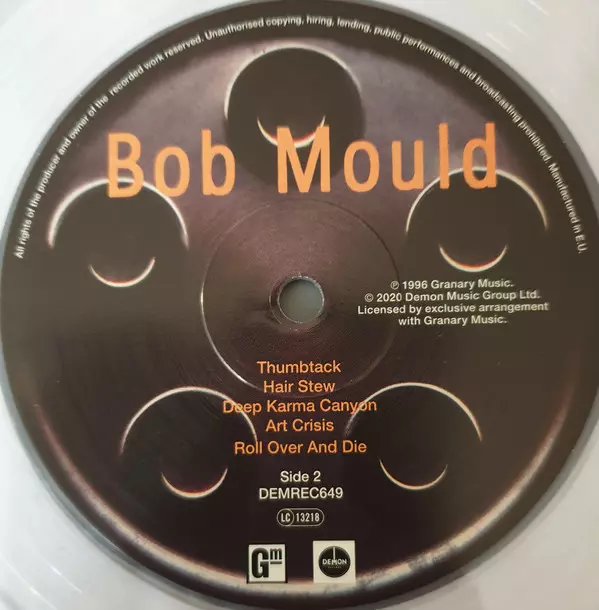 All rights of the producer and owner of the recorded work reserved. Unauthorised copying, hiring, lending, public performances and broadcasting prohibited. Manufactured in E.U.
Bob Mould
℗ 1996 Granary Music.
© 2020 Demon Music Group Ltd.
Licensed by exclusive arrangement
with Granary Music.
Thumbtack
Hair Stew
Deep Karma Canyon
Art Crisis
Roll Over And Die
Side 2
DEMREC649
LC 13218
Gm
DEMON